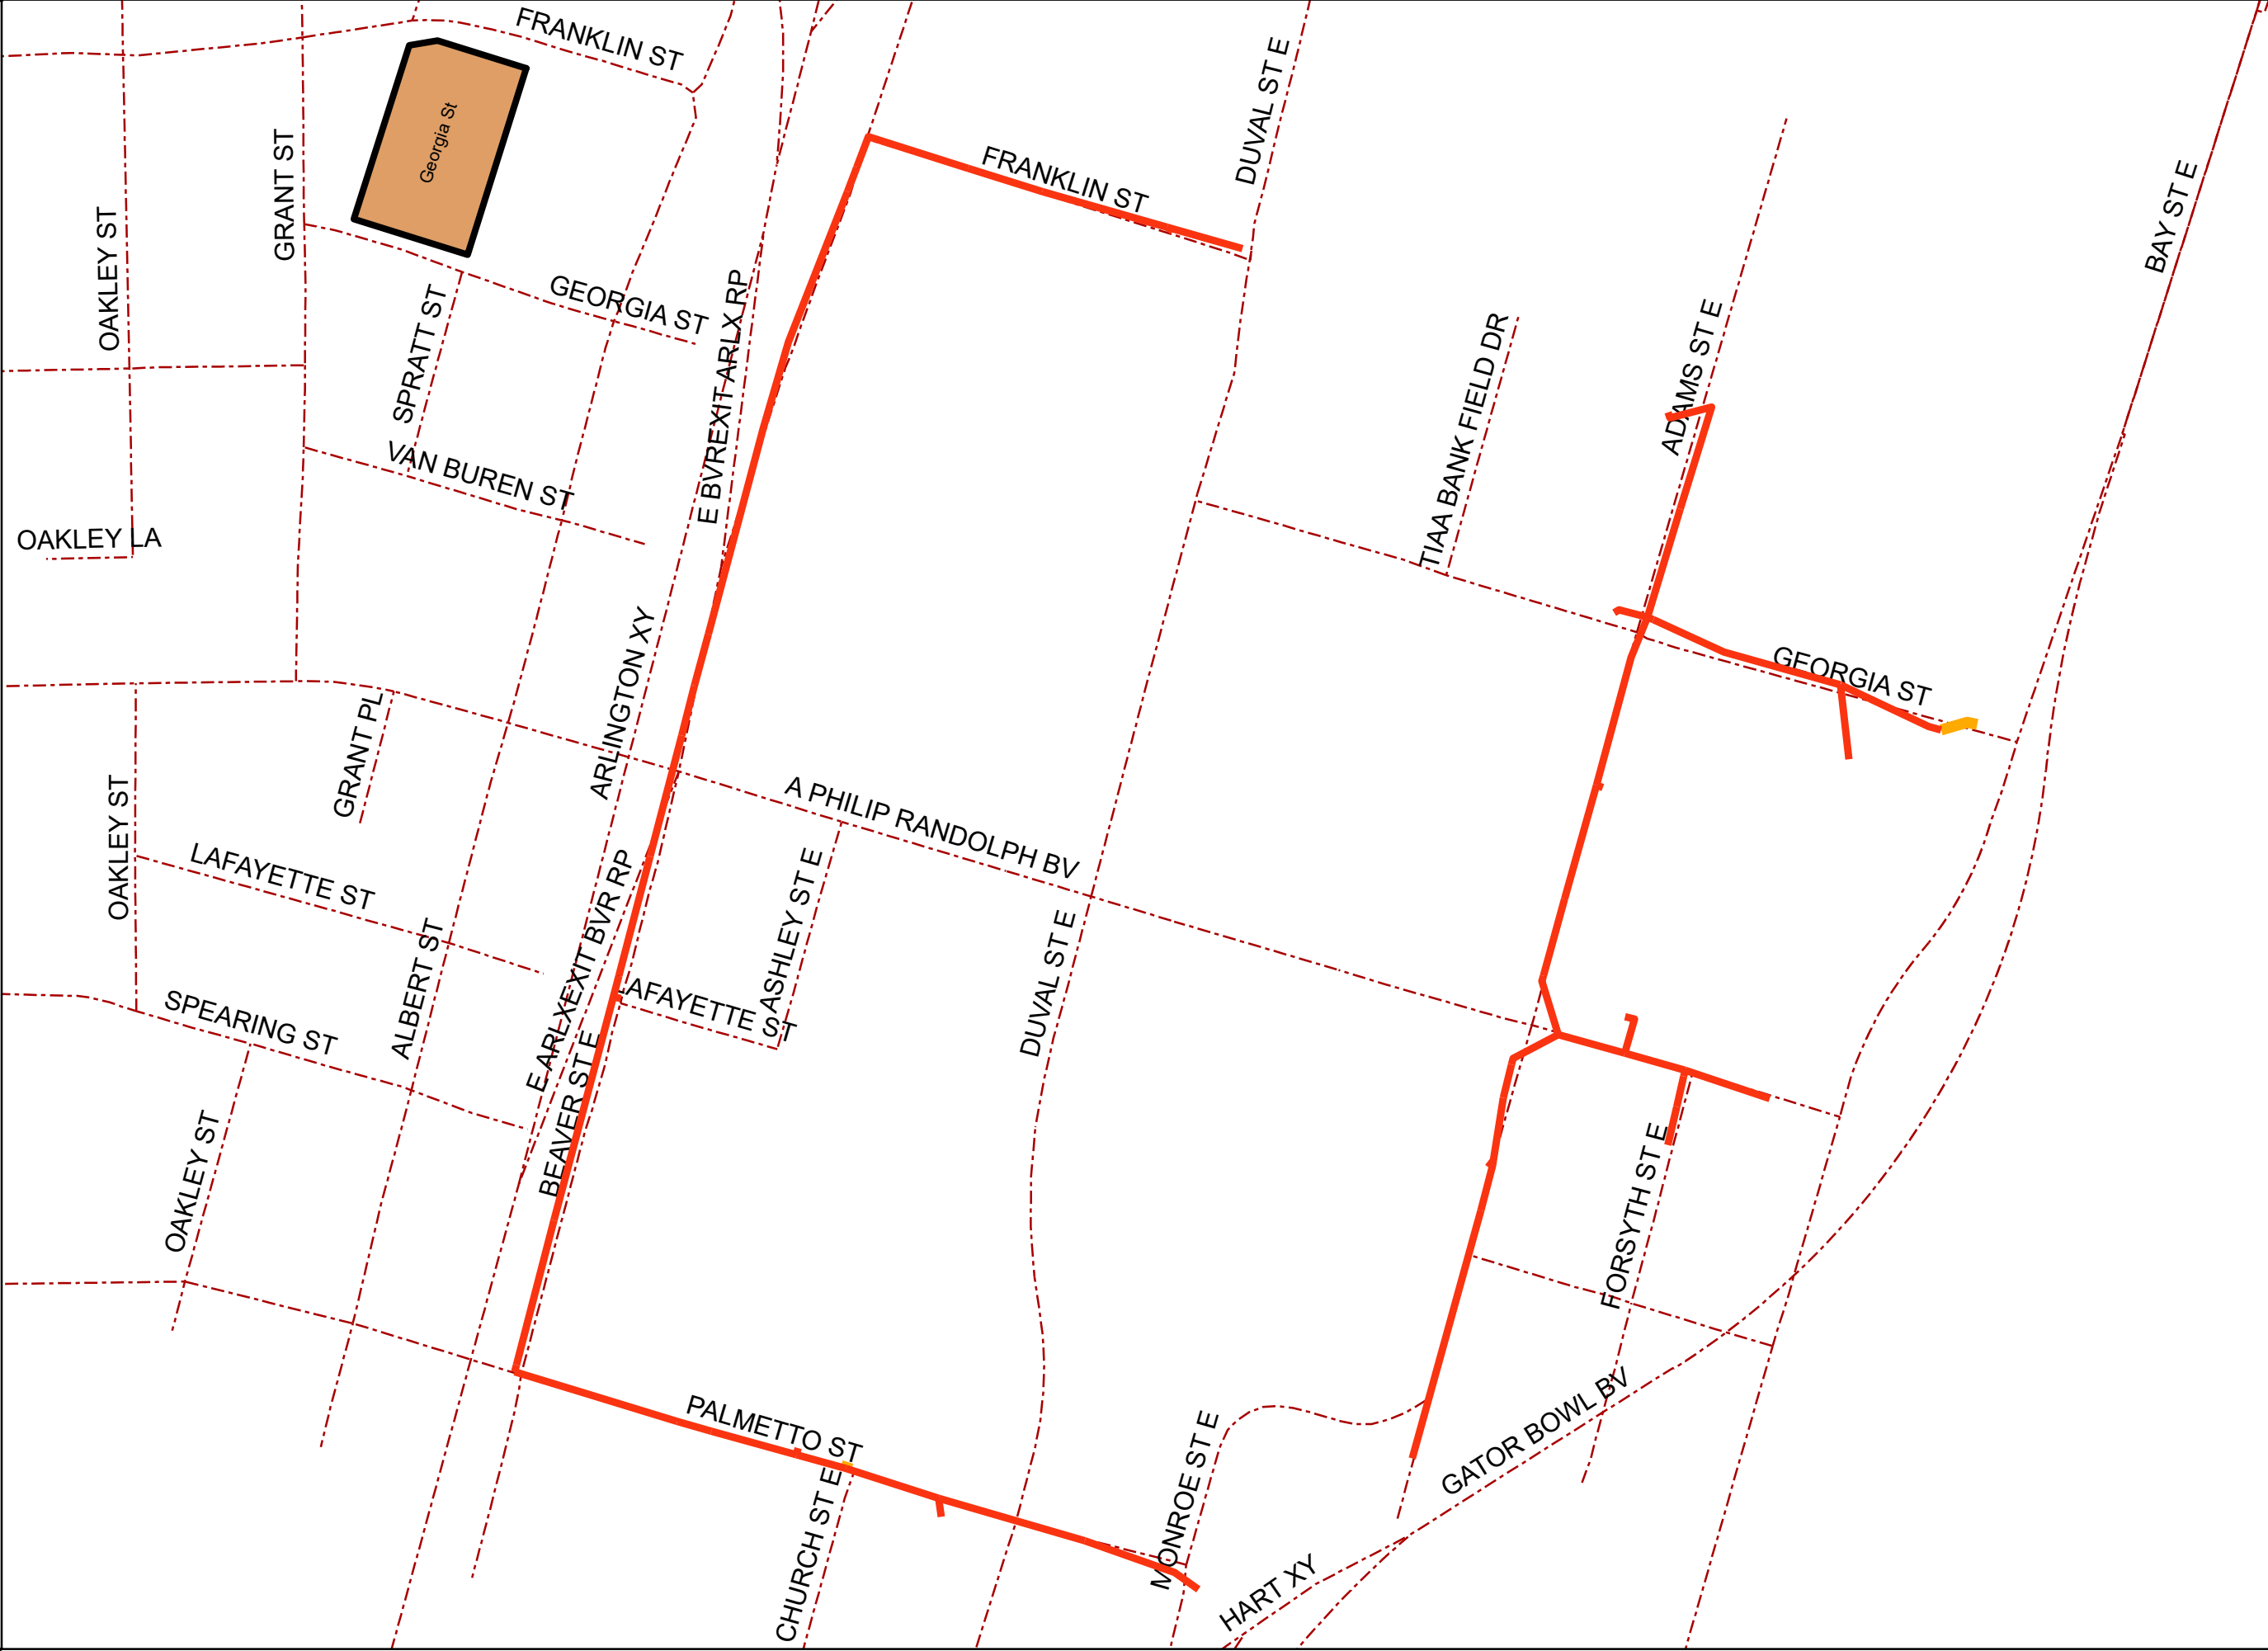 FRANKLIN ST
DUVAL ST E
Georgia St
GRANT ST
FRANKLIN ST
BAY ST E
OAKLEY ST
GEORGIA ST
SPRATT ST
E BVREXIT ARLX RP
TIAA BANK FIELD DR
ADAMS ST E
VAN BUREN ST
OAKLEY LA
ARLINGTON XY
GEORGIA ST
GRANT PL
OAKLEY ST
A PHILIP RANDOLPH BV
LAFAYETTE ST
E ARLXEXIT BVR RP
ASHLEY ST E
ALBERT ST
DUVAL ST E
LAFAYETTE ST
SPEARING ST
BEAVER ST E
OAKLEY ST
FORSYTH ST E
PALMETTO ST
GATOR BOWL BV
MONROE ST E
CHURCH ST E
HART XY